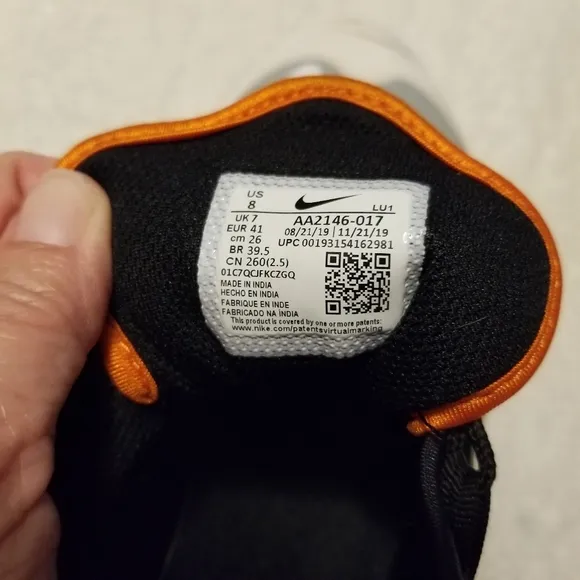 US
8
LU1
UK 7
AA2146-017
EUR 41
08/21/19 | 11/21/19
cm 26
UPC 00193154162981
BR 39.5
CN 260(2.5)
01C7QCJFKCZGQ
MADE IN INDIA
HECHO EN INDIA
FABRIQUE EN INDE
FABRICADO NA ÍNDIA
This product is covered by one or more patents:
www.nike.com/patentsvirtualmarking